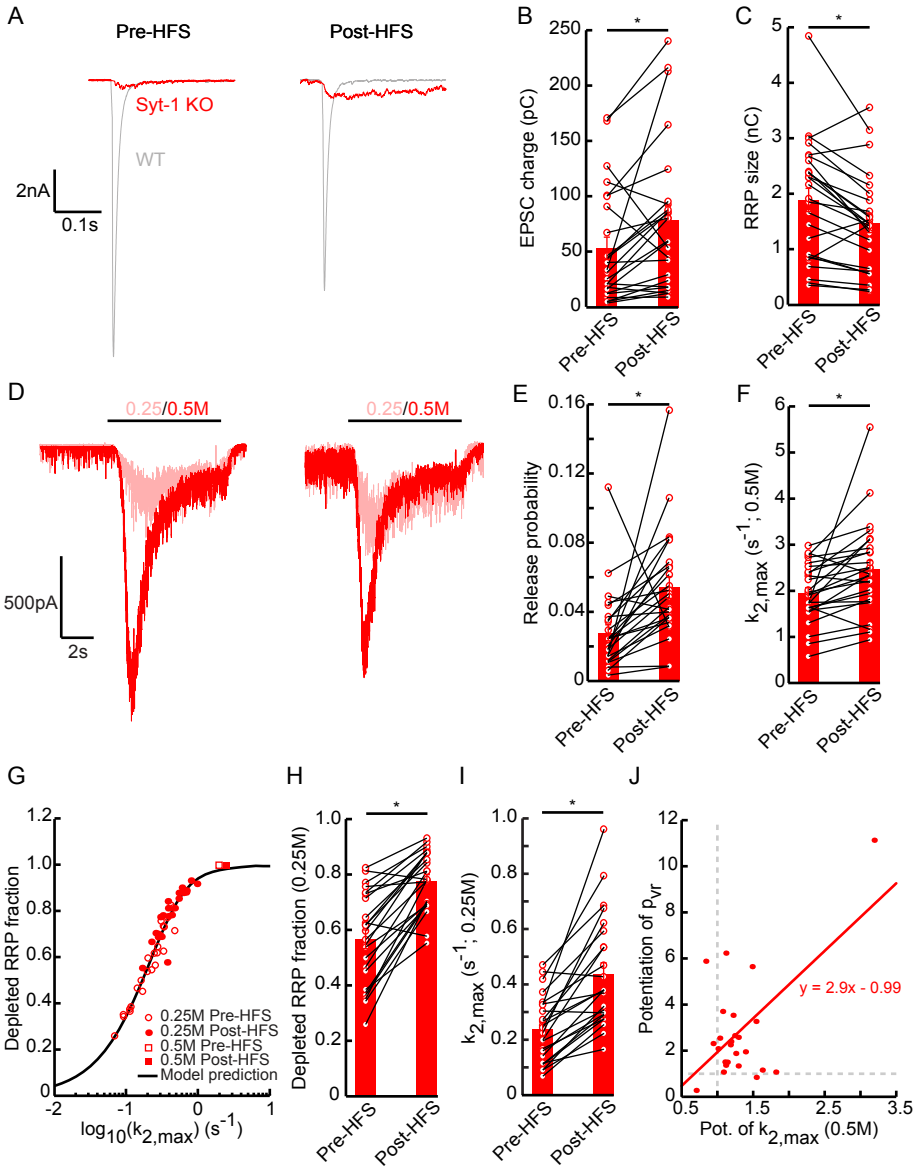 A
Pre-HFS
Post-HFS
Syt-1 KO
WT
2nA
0.1s
B
*
EPSC charge (pC)
250
200
150
100
50
0
Pre-HFS
Post-HFS
C
*
RRP size (nC)
5
4
3
2
1
0
Pre-HFS
Post-HFS
D
0.25/0.5M
0.25/0.5M
500pA
2s
E
*
Release probability
0.16
0.12
0.08
0.04
0
Pre-HFS
Post-HFS
F
*
k2,max (s-1; 0.5M)
6
5
4
3
2
1
0
Pre-HFS
Post-HFS
G
Depleted RRP fraction
1.2
1.0
0.8
0.6
0.4
0.2
0
0.25M Pre-HFS
0.25M Post-HFS
0.5M Pre-HFS
0.5M Post-HFS
Model prediction
-2
-1
0
1
log10(k2,max) (s-1)
H
*
Depleted RRP fraction (0.25M)
1.0
0.8
0.6
0.4
0.2
0
Pre-HFS
Post-HFS
I
*
k2,max (s-1; 0.25M)
1.0
0.8
0.6
0.4
0.2
0
Pre-HFS
Post-HFS
J
Potentiation of pvr
12
10
8
6
4
2
0
y = 2.9x - 0.99
0.5
1.5
2.5
3.5
Pot. of k2,max (0.5M)